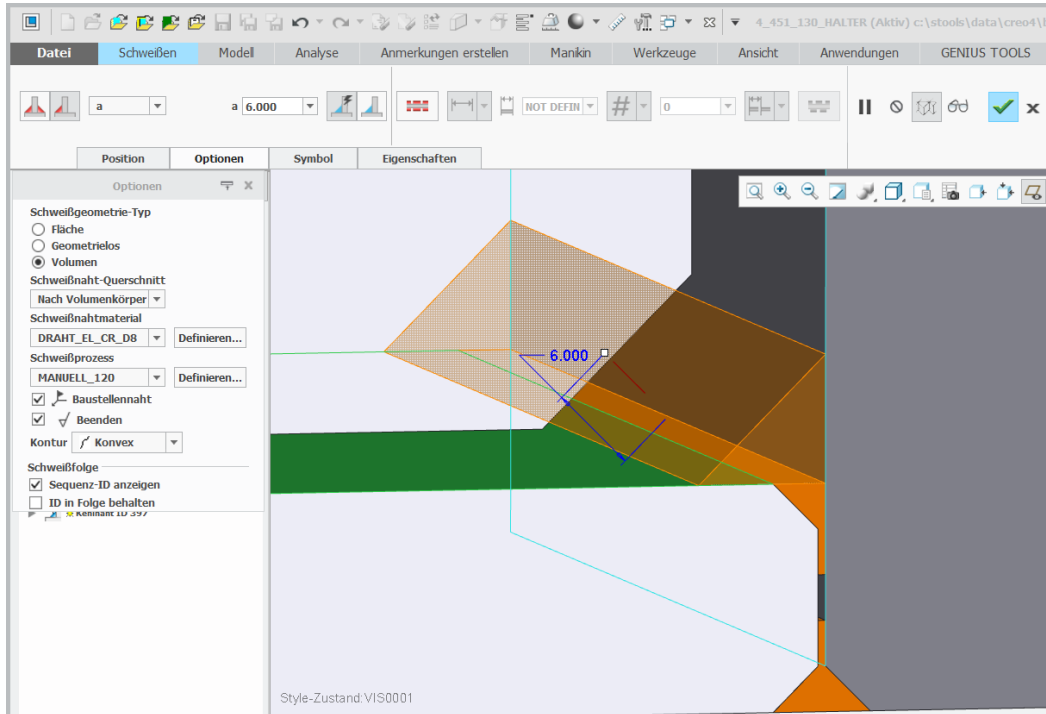 4_451_130_HALTER (Aktiv) c:\stools\data\creo4\
Datei Schweißen Modell Analyse Anmerkungen erstellen Manikin Werkzeuge Ansicht Anwendungen GENIUS TOOLS
a a 6.000 NOT DEFIN 0
Position Optionen Symbol Eigenschaften
Optionen
Schweißgeometrie-Typ
Fläche
Geometrielos
Volumen
Schweißnaht-Querschnitt
Nach Volumenkörper
Schweißnahtmaterial
DRAHT_EL_CR_D8 Definieren...
Schweißprozess
MANUELL_120 Definieren...
Baustellennaht
Beenden
Kontur Konvex
Schweißfolge
Sequenz-ID anzeigen
ID in Folge behalten
ID 397
6.000
Style-Zustand:VIS0001